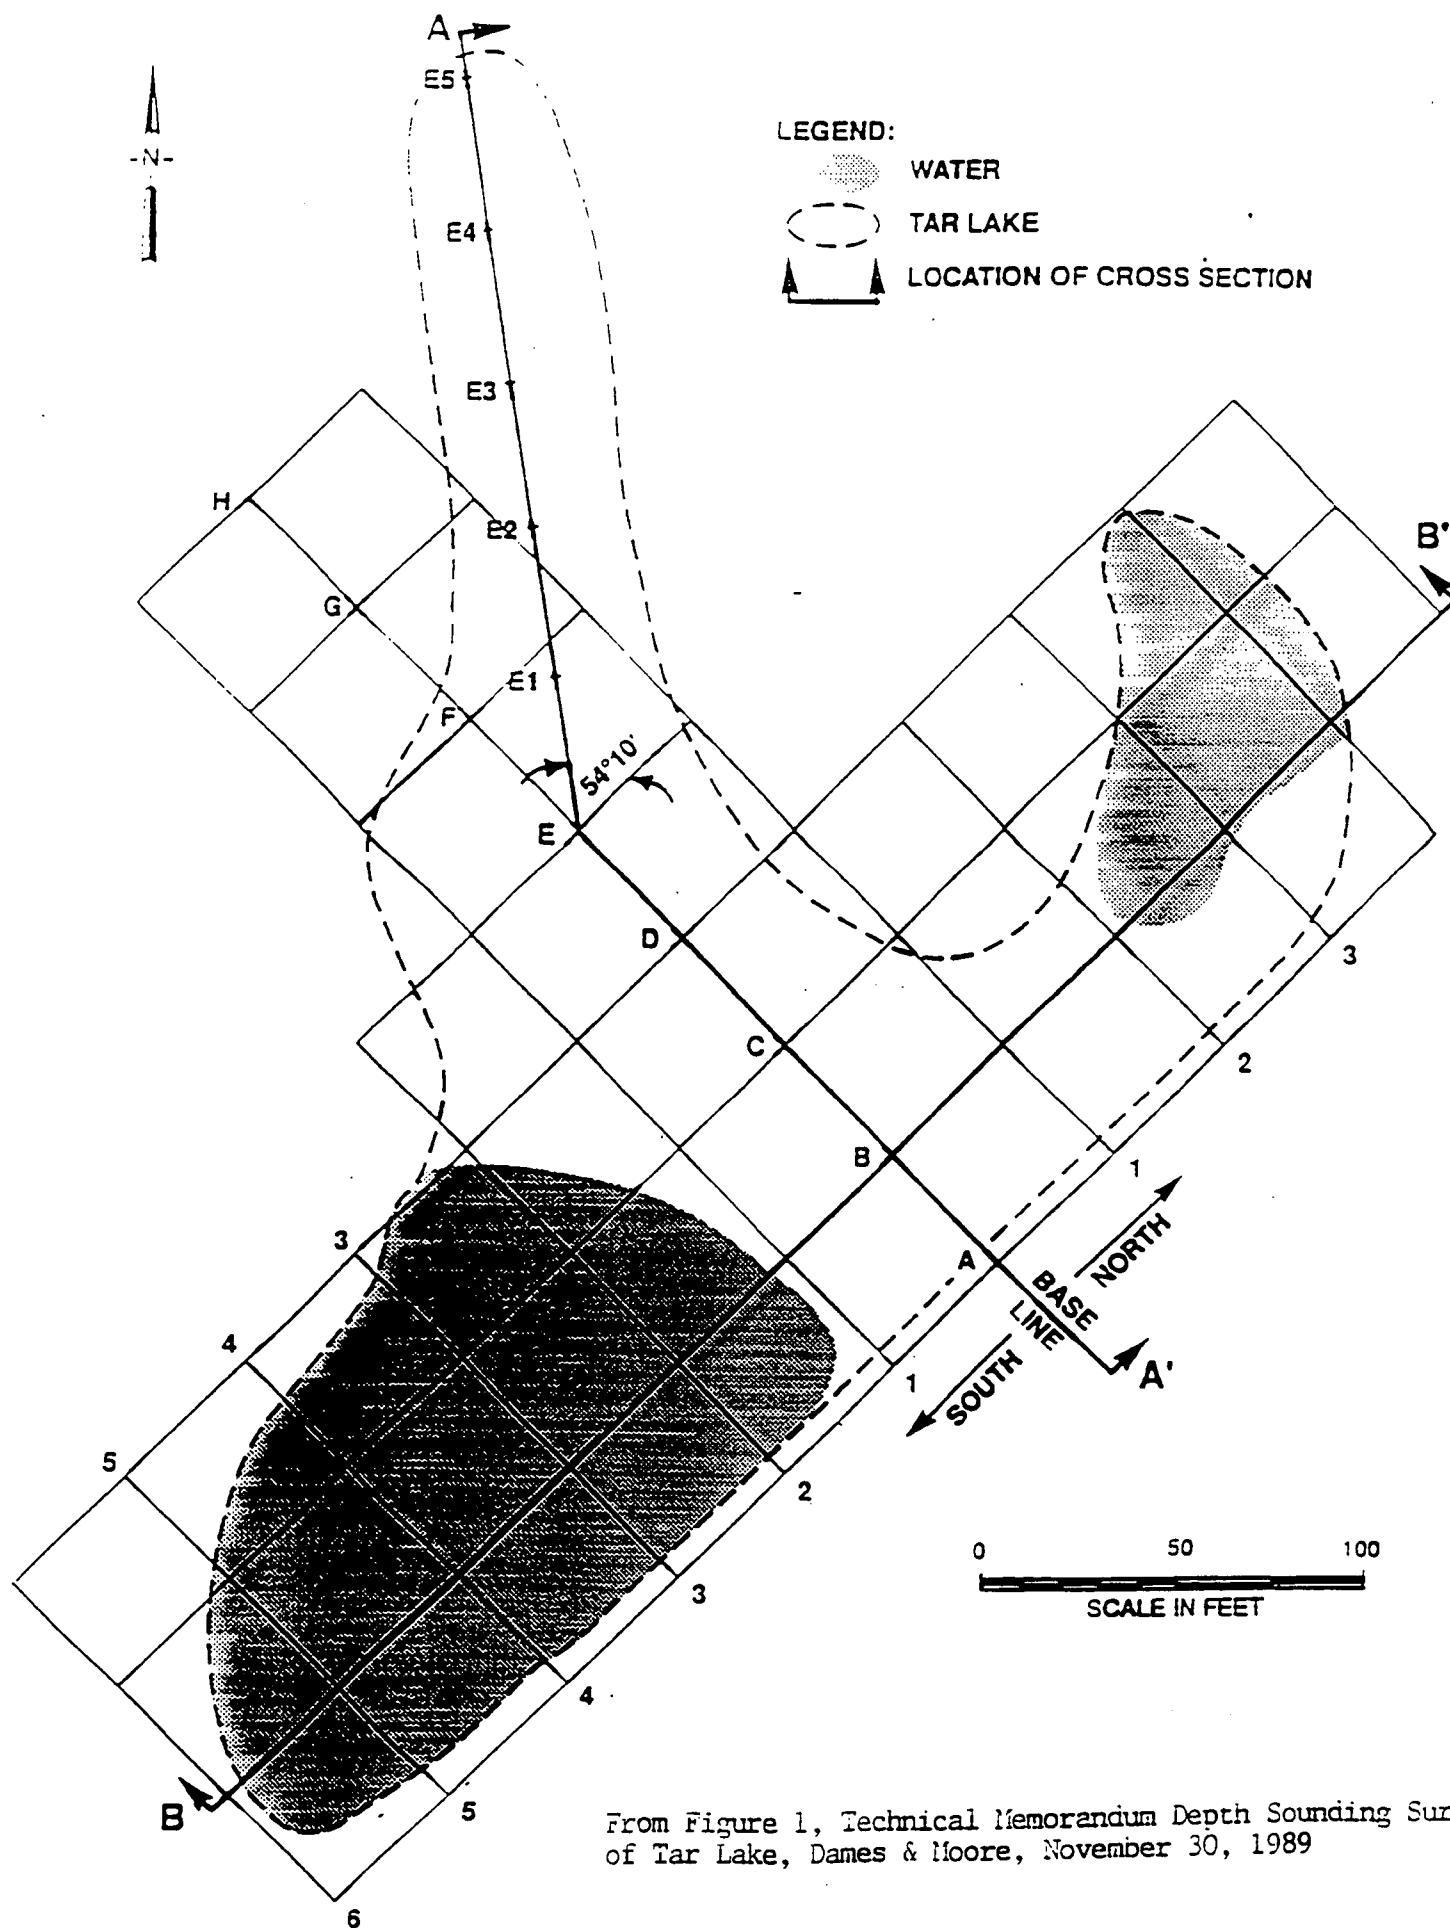 A
E5
-N-
LEGEND:
WATER
TAR LAKE
LOCATION OF CROSS SECTION
E4
E3
H
E2
B'
G
E1
F
54°10'
E
D
3
C
2
B
1
NORTH
A
BASE
LINE
3
SOUTH
A'
4
1
5
2
0 50 100
SCALE IN FEET
3
4
B
5
6
From Figure 1, Technical Memorandum Depth Sounding Sur
of Tar Lake, Dames & Moore, November 30, 1989